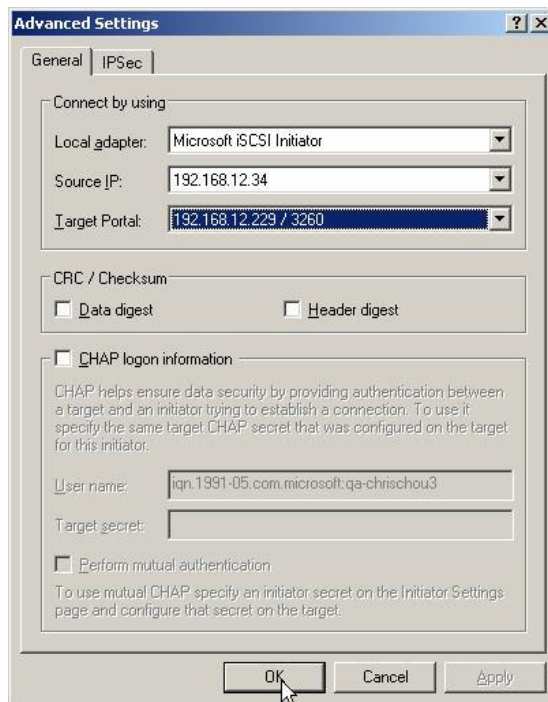 Advanced Settings
General
IPSec
Connect by using
Local adapter: Microsoft iSCSI Initiator
Source IP: 192.168.12.34
Target Portal: 192.168.12.229 / 3260
CRC / Checksum
Data digest
Header digest
CHAP logon information
CHAP helps ensure data security by providing authentication between
a target and an initiator trying to establish a connection. To use it
specify the same target CHAP secret that was configured on the target
for this initiator.
User name: iqn.1991-05.com.microsoft:qa-chrischou3
Target secret:
Perform mutual authentication
To use mutual CHAP specify an initiator secret on the Initiator Settings
page and configure that secret on the target.
OK
Cancel
Apply